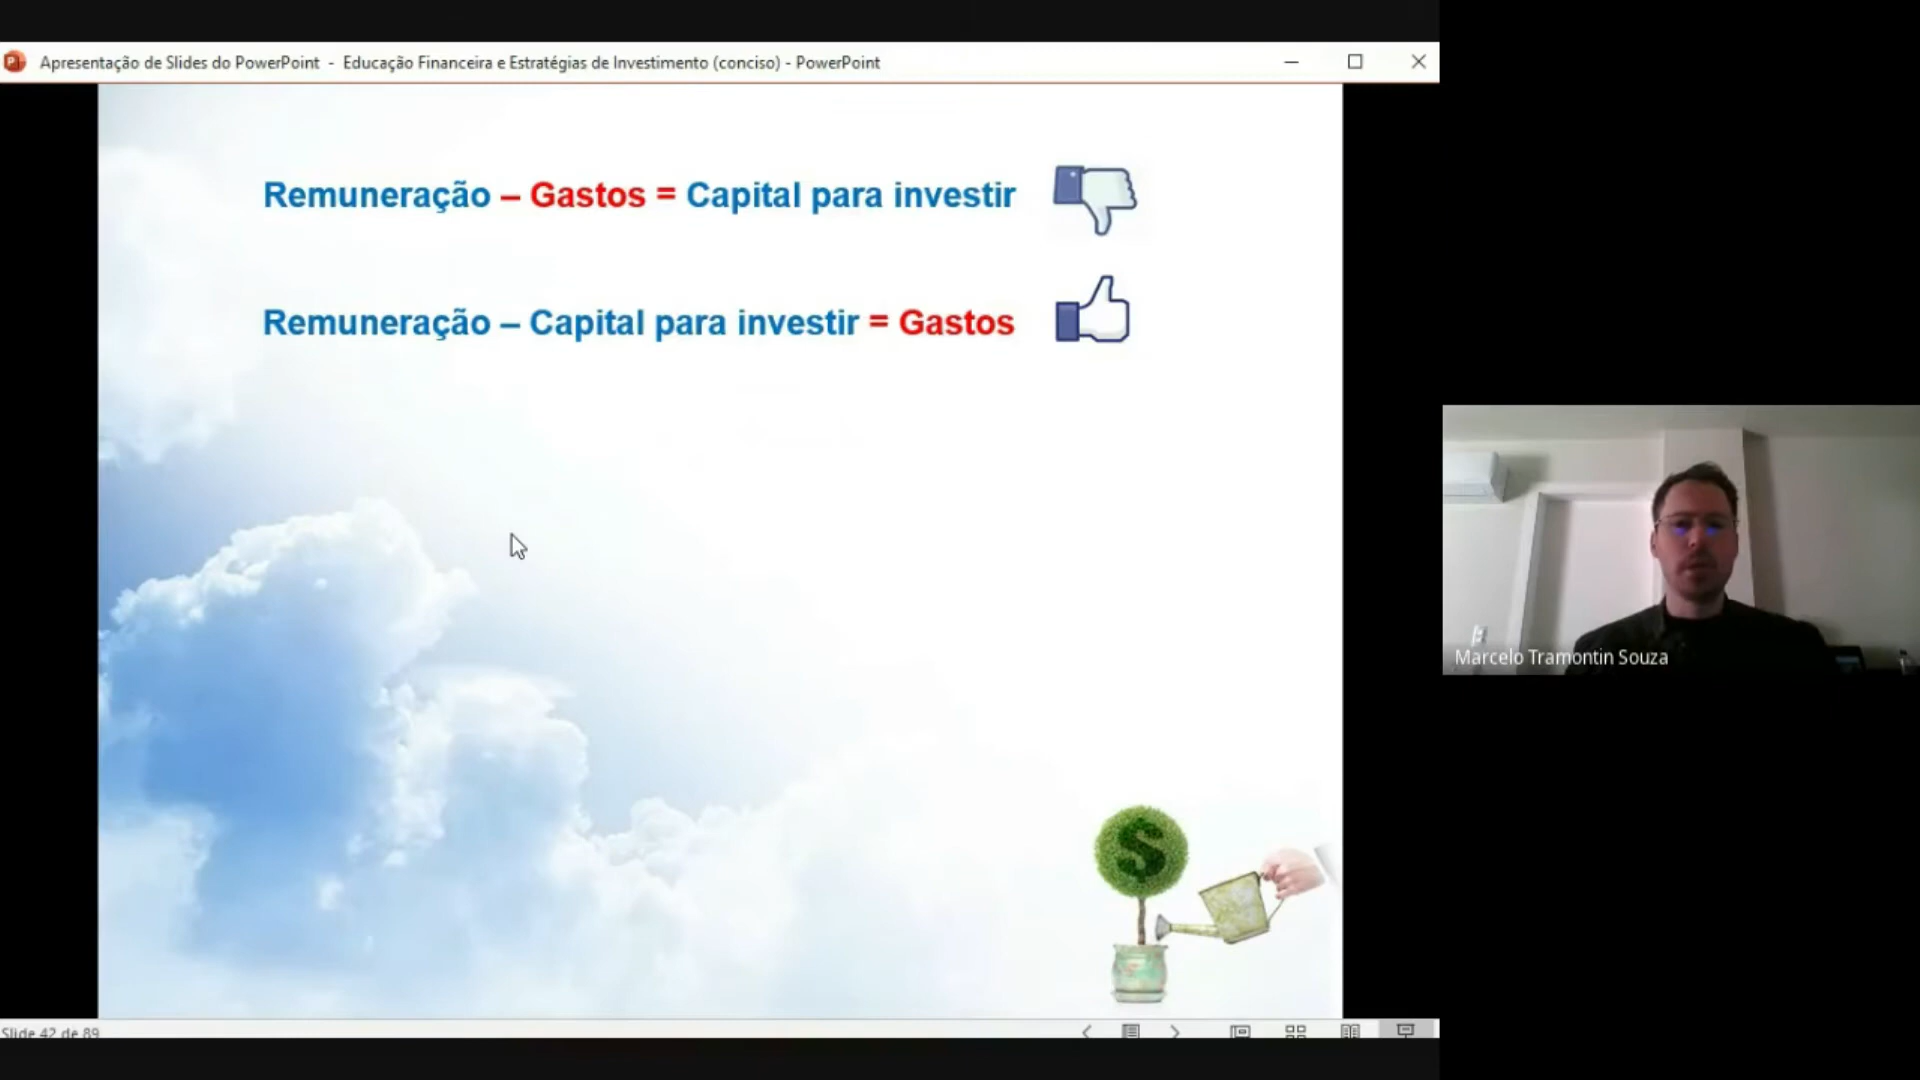 Apresentação de Slides do PowerPoint - Educação Financeira e Estratégias de Investimento (conciso) - PowerPoint
Remuneração – Gastos = Capital para investir
Remuneração – Capital para investir = Gastos
$
Marcelo Tramontin Souza
Slide 42 de 89